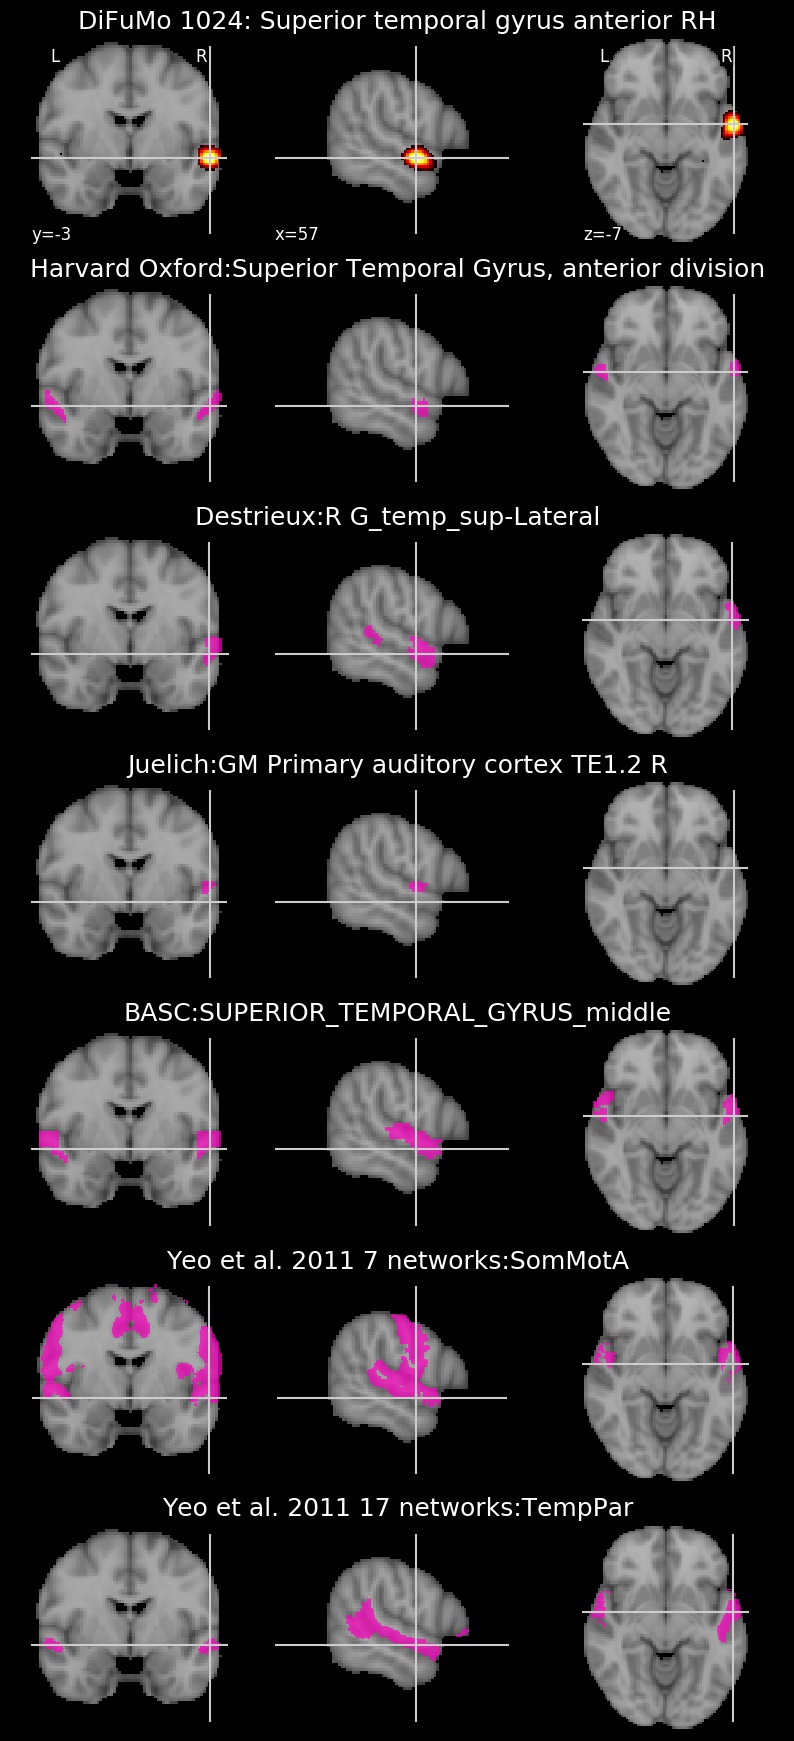 DiFuMo 1024: Superior temporal gyrus anterior RH
L R L R
y=-3 x=57 z=-7
Harvard Oxford:Superior Temporal Gyrus, anterior division
Destrieux:R G_temp_sup-Lateral
Juelich:GM Primary auditory cortex TE1.2 R
BASC:SUPERIOR_TEMPORAL_GYRUS_middle
Yeo et al. 2011 7 networks:SomMotA
Yeo et al. 2011 17 networks:TempPar